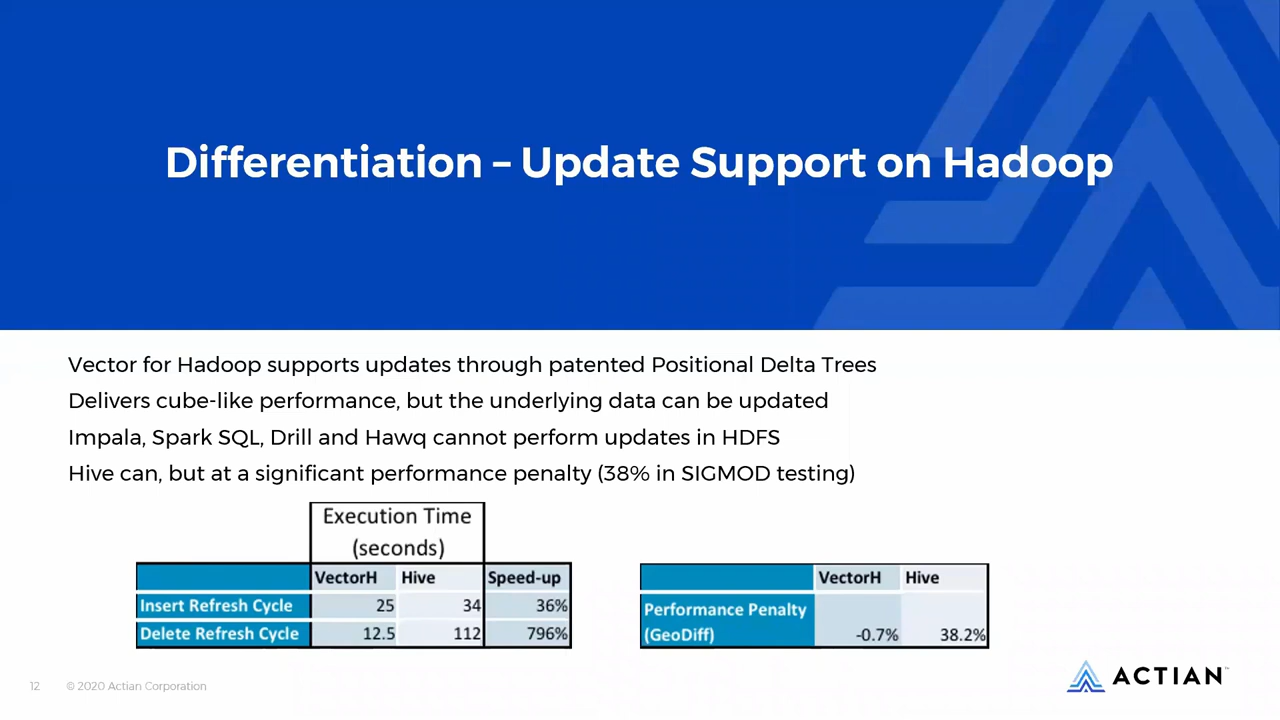 Differentiation – Update Support on Hadoop
Vector for Hadoop supports updates through patented Positional Delta Trees
Delivers cube-like performance, but the underlying data can be updated
Impala, Spark SQL, Drill and Hawq cannot perform updates in HDFS
Hive can, but at a significant performance penalty (38% in SIGMOD testing)
Execution Time
(seconds)
VectorH Hive Speed-up
Insert Refresh Cycle 25 34 36%
Delete Refresh Cycle 12.5 112 796%
VectorH Hive
Performance Penalty
(GeoDiff) -0.7% 38.2%
12 © 2020 Actian Corporation
ACTIAN™